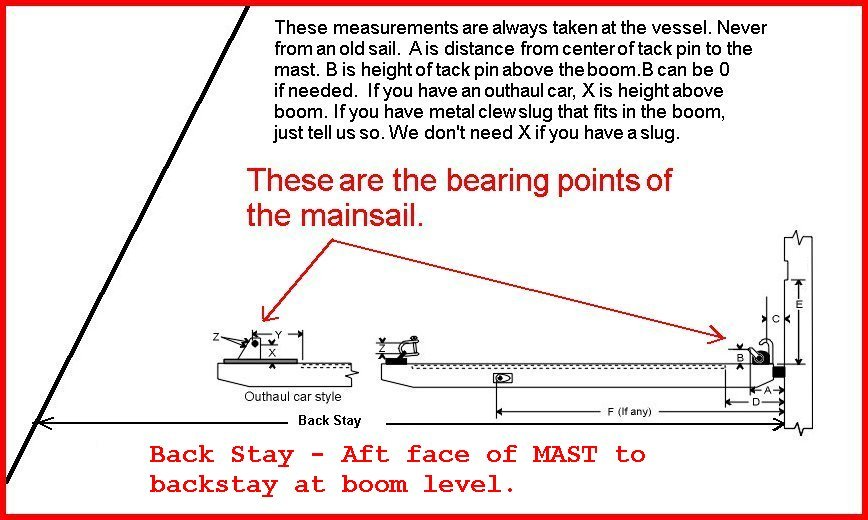 These measurements are always taken at the vessel. Never
from an old sail. A is distance from center of tack pin to the
mast. B is height of tack pin above the boom.B can be 0
if needed. If you have an outhaul car, X is height above
boom. If you have metal clew slug that fits in the boom,
just tell us so. We don't need X if you have a slug.
These are the bearing points of
the mainsail.
E
C
Z
Y
X
Z
B
A
D
Outhaul car style
F (If any)
Back Stay
Back Stay - Aft face of MAST to
backstay at boom level.